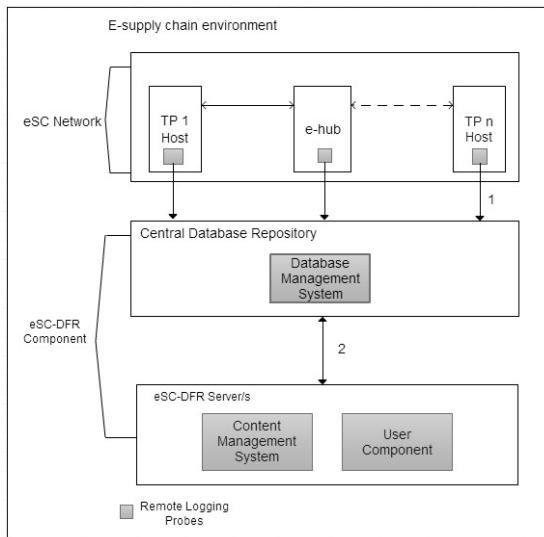 E-supply chain environment
eSC Network
TP 1
Host
e-hub
TP n
Host
1
Central Database Repository
Database
Management
System
eSC-DFR
Component
2
eSC-DFR Server/s
Content
Management
System
User
Component
Remote Logging
Probes